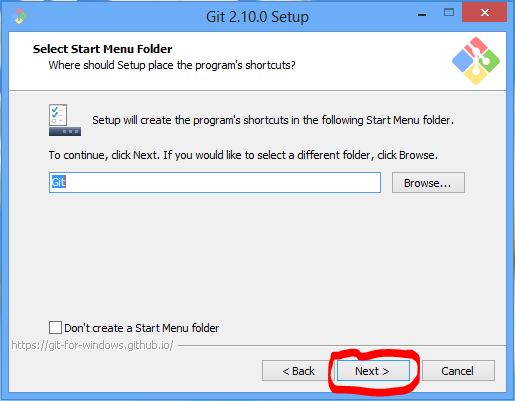 Git 2.10.0 Setup
Select Start Menu Folder
Where should Setup place the program's shortcuts?
Setup will create the program's shortcuts in the following Start Menu folder.
To continue, click Next. If you would like to select a different folder, click Browse.
Git
Browse...
Don't create a Start Menu folder
https://git-for-windows.github.io/
< Back
Next >
Cancel